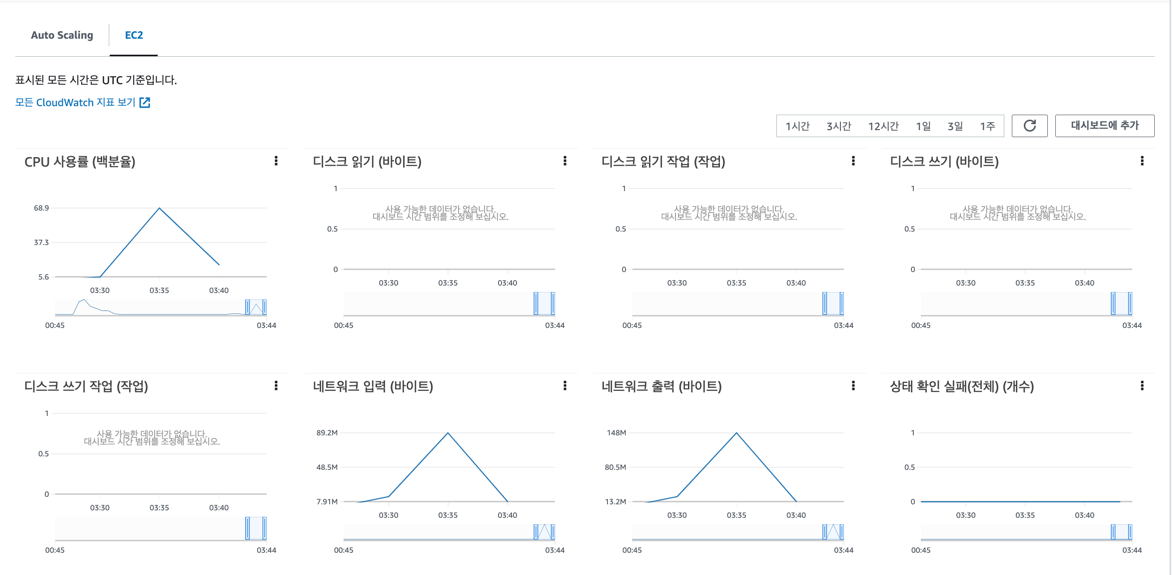 Auto Scaling
EC2
표시된 모든 시간은 UTC 기준입니다.
모든 CloudWatch 지표 보기
1시간 3시간 12시간 1일 3일 1주
대시보드에 추가
CPU 사용률 (백분율)
68.9
37.3
5.6
03:30 03:35 03:40
00:45 03:44
디스크 읽기 (바이트)
1
사용 가능한 데이터가 없습니다.
대시보드 시간 범위를 조정해 보십시오.
0.5
0
03:30 03:35 03:40
00:45 03:44
디스크 읽기 작업 (작업)
1
사용 가능한 데이터가 없습니다.
대시보드 시간 범위를 조정해 보십시오.
0.5
0
03:30 03:35 03:40
00:45 03:44
디스크 쓰기 (바이트)
1
사용 가능한 데이터가 없습니다.
대시보드 시간 범위를 조정해 보십시오.
0.5
0
03:30 03:35 03:40
00:45 03:44
디스크 쓰기 작업 (작업)
1
사용 가능한 데이터가 없습니다.
대시보드 시간 범위를 조정해 보십시오.
0.5
0
03:30 03:35 03:40
00:45 03:44
네트워크 입력 (바이트)
89.2M
48.5M
7.91M
03:30 03:35 03:40
00:45 03:44
네트워크 출력 (바이트)
148M
80.5M
13.2M
03:30 03:35 03:40
00:45 03:44
상태 확인 실패(전체) (개수)
1
0.5
0
03:30 03:35 03:40
00:45 03:44